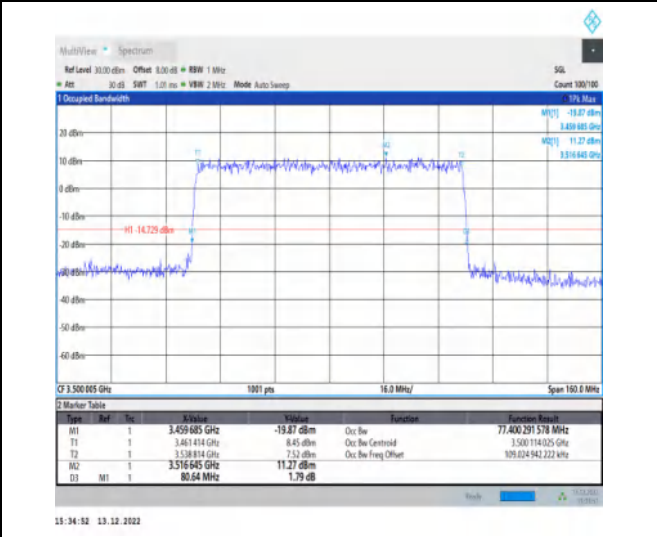 MultiView Spectrum
Ref Level 30.00 dBm Offset 8.00 dB RBW 1 MHz SGL
Att 30 dB SWT 1.01 ms VBW 2 MHz Mode Auto Sweep Count 100/100
1 Occupied Bandwidth 1Pk Max
M1[1] -19.87 dBm
3.459 685 GHz
M2[1] 11.27 dBm
3.516 645 GHz
20 dBm
T1 M2 T2
10 dBm
0 dBm
-10 dBm
H1 -14.729 dBm
M1 D3
-20 dBm
-30 dBm
-40 dBm
-50 dBm
-60 dBm
CF 3.500 005 GHz 1001 pts 16.0 MHz/ Span 160.0 MHz
2 Marker Table
Type Ref Trc X-Value Y-Value Function Function Result
M1 1 3.459 685 GHz -19.87 dBm Occ Bw 77.400 291 578 MHz
T1 1 3.461 414 GHz 8.45 dBm Occ Bw Centroid 3.500 114 025 GHz
T2 1 3.538 814 GHz 7.52 dBm Occ Bw Freq Offset 109.024 942 222 kHz
M2 1 3.516 645 GHz 11.27 dBm
D3 M1 1 80.64 MHz 1.79 dB
Ready
15:34:52 13.12.2022